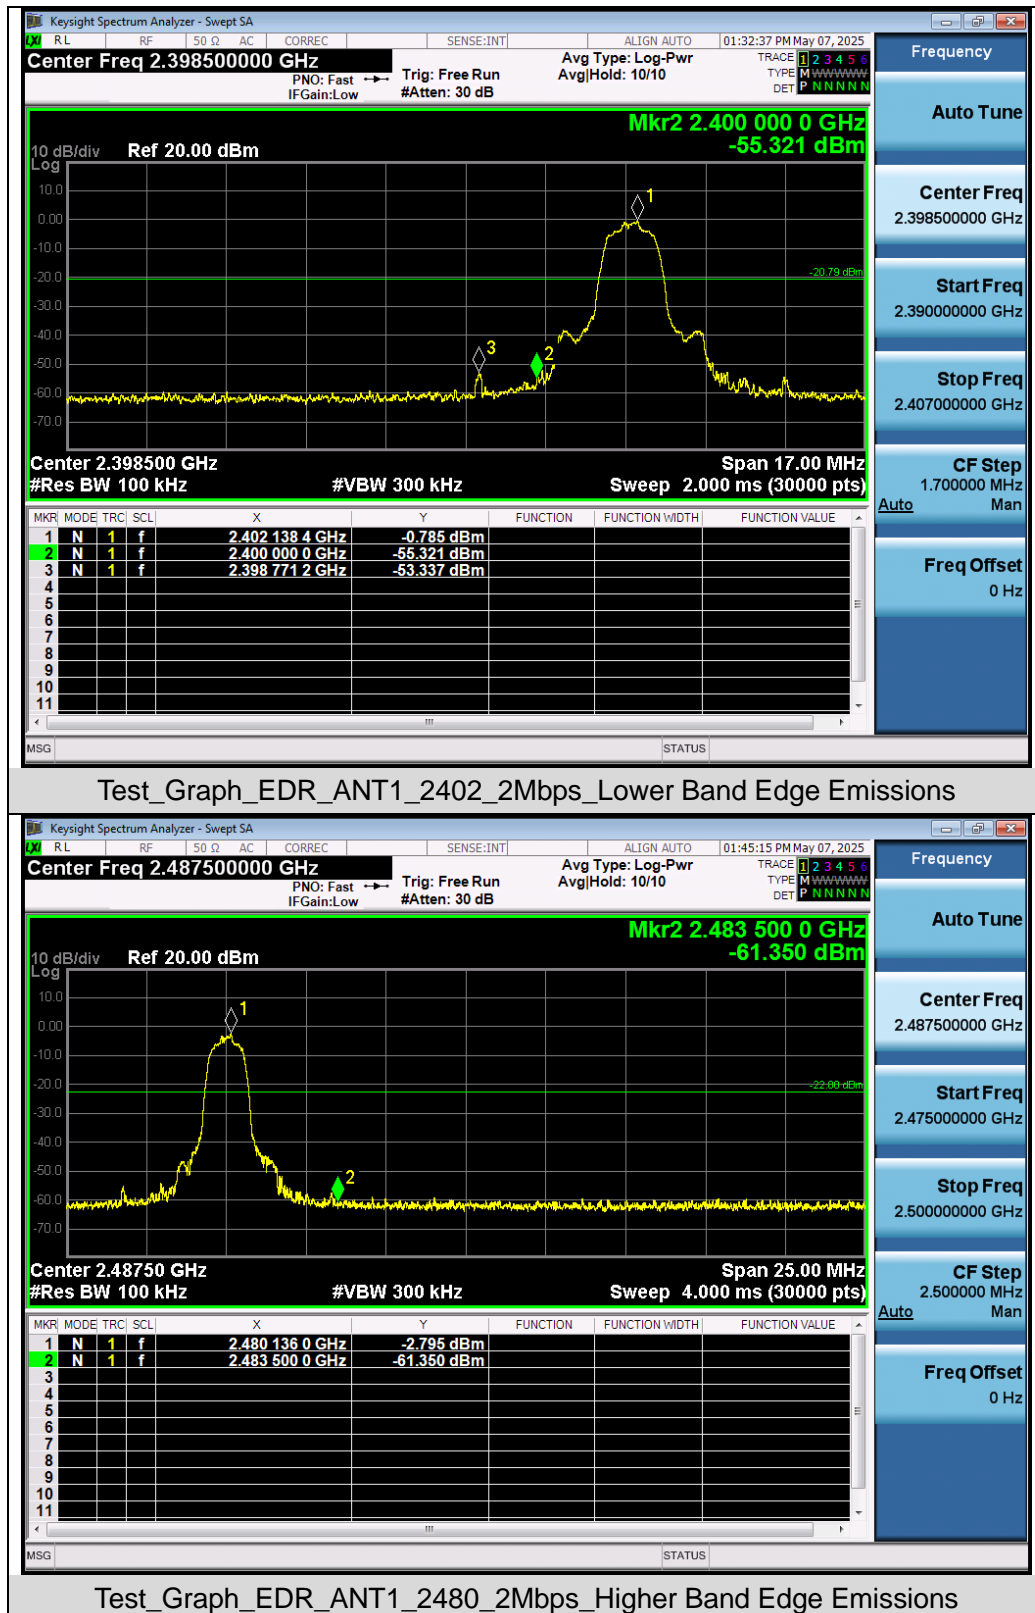 Keysight Spectrum Analyzer - Swept SA
LXI RL RF 50 Ω AC CORREC SENSE:INT ALIGN AUTO 01:32:37 PM May 07, 2025
Center Freq 2.398500000 GHz
PNO: Fast
IFGain:Low
Trig: Free Run
#Atten: 30 dB
Avg Type: Log-Pwr
Avg|Hold: 10/10
TRACE 1 2 3 4 5 6
TYPE M WWWWW
DET P N N N N N
Mkr2 2.400 000 0 GHz
-55.321 dBm
10 dB/div Ref 20.00 dBm
Log
10.0
0.00
-10.0
-20.0
-30.0
-40.0
-50.0
-60.0
-70.0
1
-20.79 dBm
3
2
Center 2.398500 GHz Span 17.00 MHz
#Res BW 100 kHz #VBW 300 kHz Sweep 2.000 ms (30000 pts)
MKR MODE TRC SCL X Y FUNCTION FUNCTION WIDTH FUNCTION VALUE
1 N 1 f 2.402 138 4 GHz -0.785 dBm
2 N 1 f 2.400 000 0 GHz -55.321 dBm
3 N 1 f 2.398 771 2 GHz -53.337 dBm
4
5
6
7
8
9
10
11
MSG STATUS
Frequency
Auto Tune
Center Freq
2.398500000 GHz
Start Freq
2.390000000 GHz
Stop Freq
2.407000000 GHz
CF Step
1.700000 MHz
Auto Man
Freq Offset
0 Hz
Test_Graph_EDR_ANT1_2402_2Mbps_Lower Band Edge Emissions
Keysight Spectrum Analyzer - Swept SA
LXI RL RF 50 Ω AC CORREC SENSE:INT ALIGN AUTO 01:45:15 PM May 07, 2025
Center Freq 2.487500000 GHz
PNO: Fast
IFGain:Low
Trig: Free Run
#Atten: 30 dB
Avg Type: Log-Pwr
Avg|Hold: 10/10
TRACE 1 2 3 4 5 6
TYPE M WWWWW
DET P N N N N N
Mkr2 2.483 500 0 GHz
-61.350 dBm
10 dB/div Ref 20.00 dBm
Log
10.0
0.00
-10.0
-20.0
-30.0
-40.0
-50.0
-60.0
-70.0
1
-22.80 dBm
2
Center 2.48750 GHz Span 25.00 MHz
#Res BW 100 kHz #VBW 300 kHz Sweep 4.000 ms (30000 pts)
MKR MODE TRC SCL X Y FUNCTION FUNCTION WIDTH FUNCTION VALUE
1 N 1 f 2.480 136 0 GHz -2.795 dBm
2 N 1 f 2.483 500 0 GHz -61.350 dBm
3
4
5
6
7
8
9
10
11
MSG STATUS
Frequency
Auto Tune
Center Freq
2.487500000 GHz
Start Freq
2.475000000 GHz
Stop Freq
2.500000000 GHz
CF Step
2.500000 MHz
Auto Man
Freq Offset
0 Hz
Test_Graph_EDR_ANT1_2480_2Mbps_Higher Band Edge Emissions